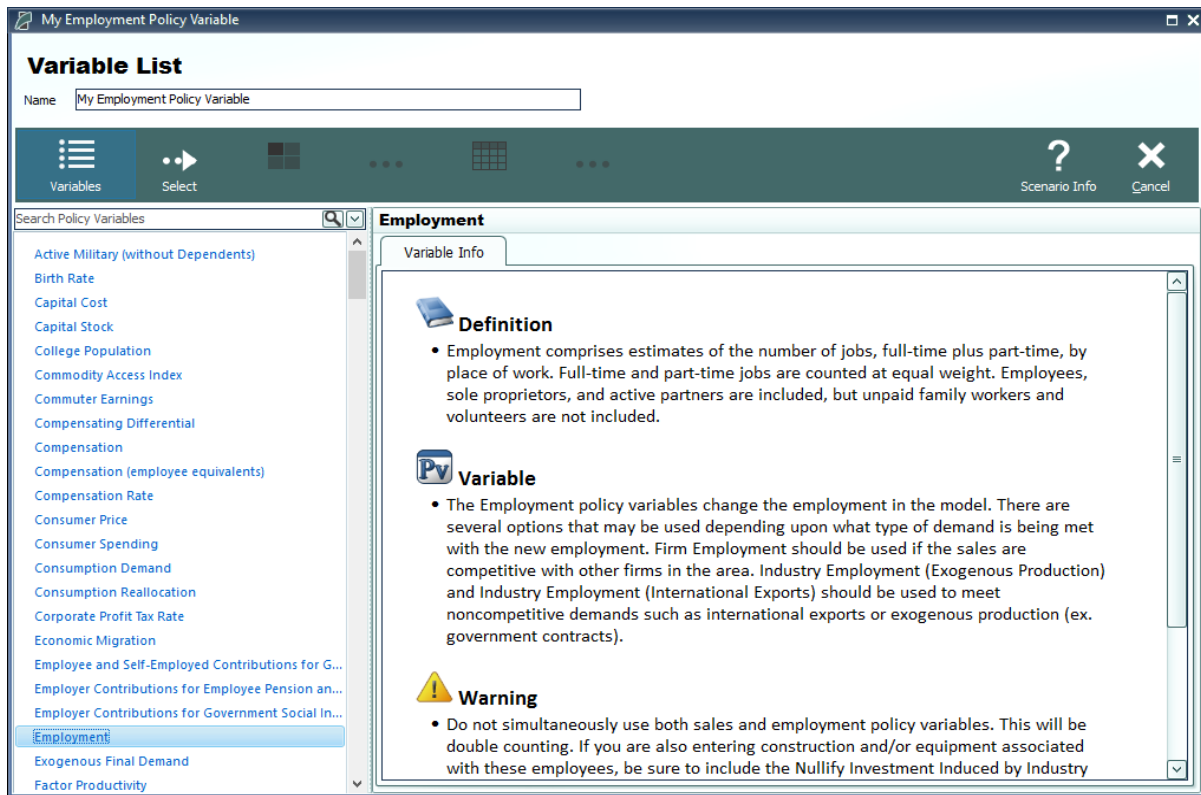 My Employment Policy Variable
Variable List
Name My Employment Policy Variable
Variables
Select
Scenario Info
Cancel
Search Policy Variables
Active Military (without Dependents)
Birth Rate
Capital Cost
Capital Stock
College Population
Commodity Access Index
Commuter Earnings
Compensating Differential
Compensation
Compensation (employee equivalents)
Compensation Rate
Consumer Price
Consumer Spending
Consumption Demand
Consumption Reallocation
Corporate Profit Tax Rate
Economic Migration
Employee and Self-Employed Contributions for G...
Employer Contributions for Employee Pension an...
Employer Contributions for Government Social In...
Employment
Exogenous Final Demand
Factor Productivity
Employment
Variable Info
Definition
• Employment comprises estimates of the number of jobs, full-time plus part-time, by
place of work. Full-time and part-time jobs are counted at equal weight. Employees,
sole proprietors, and active partners are included, but unpaid family workers and
volunteers are not included.
Pv Variable
• The Employment policy variables change the employment in the model. There are
several options that may be used depending upon what type of demand is being met
with the new employment. Firm Employment should be used if the sales are
competitive with other firms in the area. Industry Employment (Exogenous Production)
and Industry Employment (International Exports) should be used to meet
noncompetitive demands such as international exports or exogenous production (ex.
government contracts).
Warning
• Do not simultaneously use both sales and employment policy variables. This will be
double counting. If you are also entering construction and/or equipment associated
with these employees, be sure to include the Nullify Investment Induced by Industry